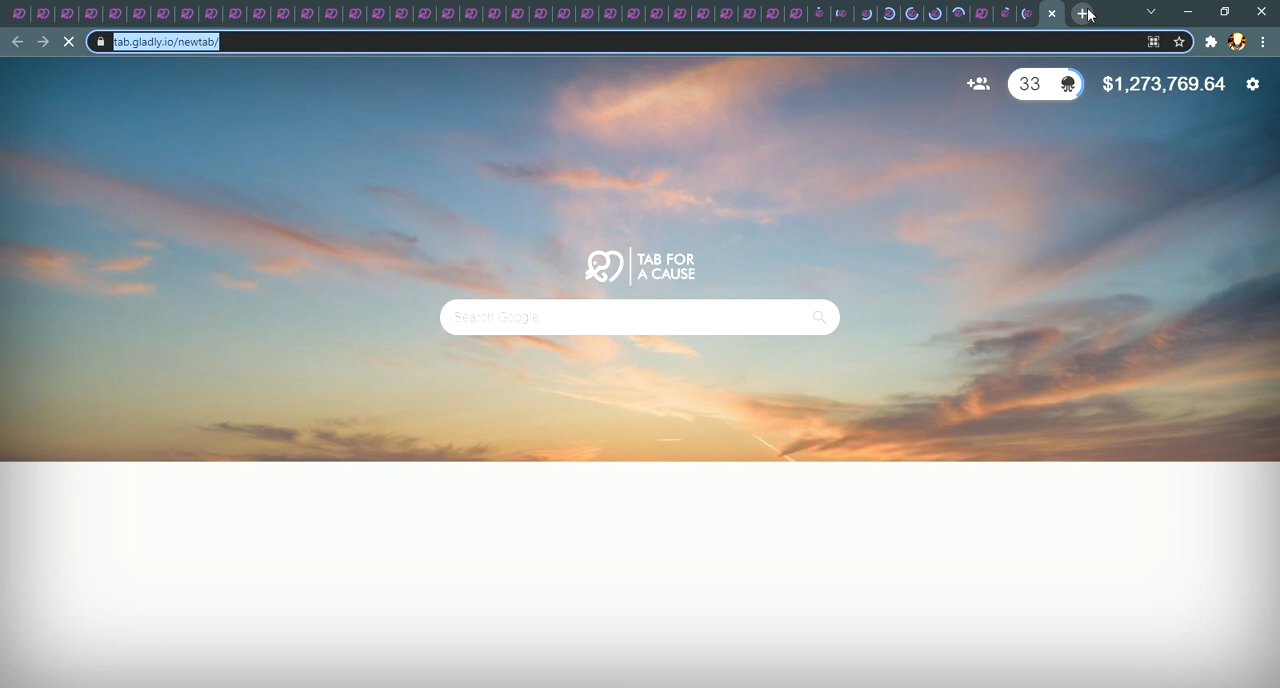 tab.gladly.io/newtab/
33
$1,273,769.64
TAB FOR
A CAUSE
Search Google